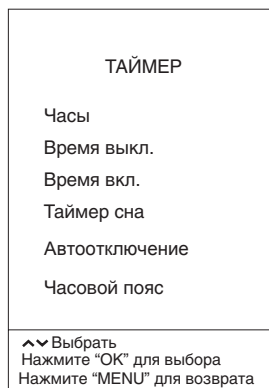 ТАЙМЕР
Часы
Время выкл.
Время вкл.
Таймер сна
Автоотключение
Часовой пояс
Выбрать
Нажмите “OK” для выбора
Нажмите “MENU” для возврата